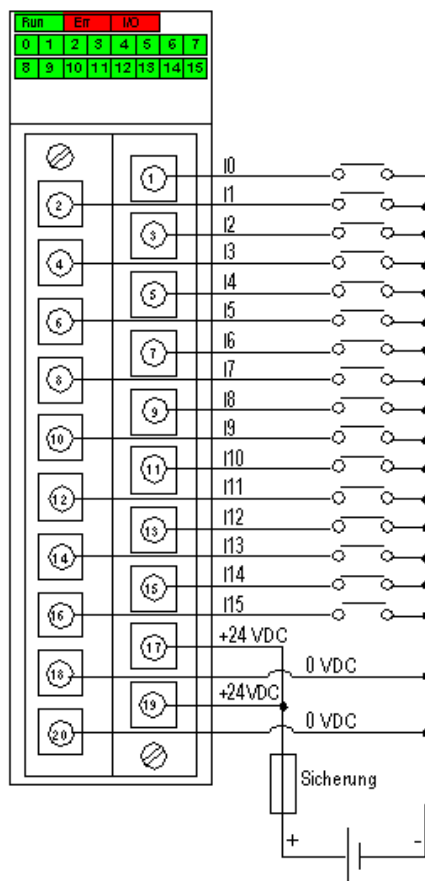 Run Err I/O
0 1 2 3 4 5 6 7
8 9 10 11 12 13 14 15
1 I0
2 I1
3 I2
4 I3
5 I4
6 I5
7 I6
8 I7
9 I8
10 I9
11 I10
12 I11
13 I12
14 I13
15 I14
16 I15
17 +24 VDC
18 0 VDC
19 +24VDC
20 0 VDC
Sicherung
+ -